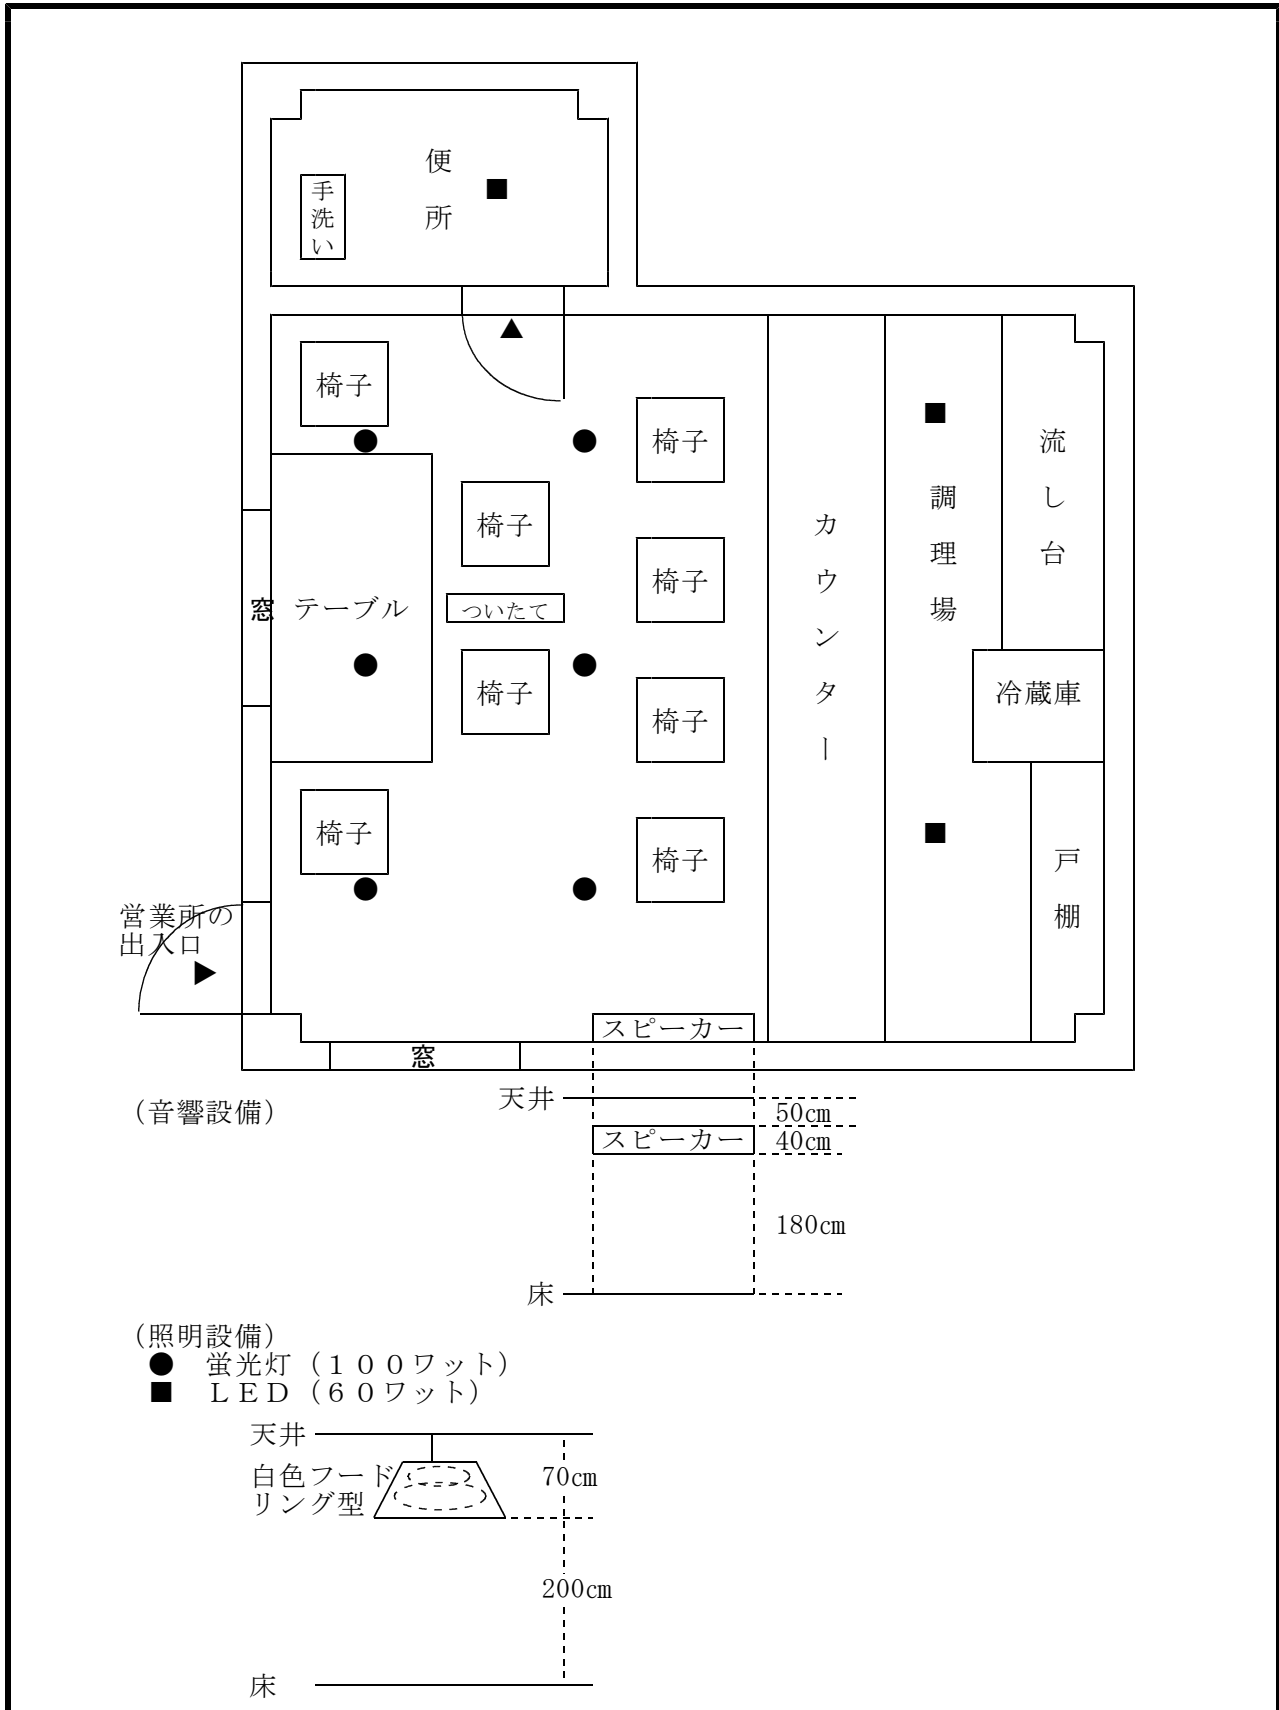 便所
手洗い
椅子
椅子
椅子
椅子
椅子
椅子
椅子
椅子
窓
テーブル
ついたて
カウンター
調理場
流し台
冷蔵庫
戸棚
営業所の
出入口
スピーカー
窓
(音響設備)
天井
50cm
スピーカー
40cm
180cm
床
(照明設備)
● 蛍光灯(100ワット)
■ LED(60ワット)
天井
白色フード
リング型
70cm
200cm
床